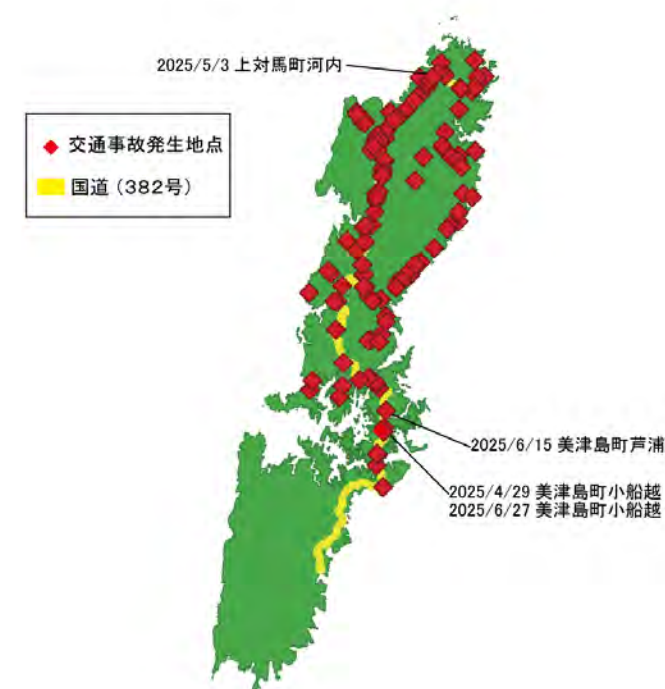 2025/5/3 上対馬町河内
交通事故発生地点
国道（382号）
2025/6/15 美津島町芦浦
2025/4/29 美津島町小船越
2025/6/27 美津島町小船越